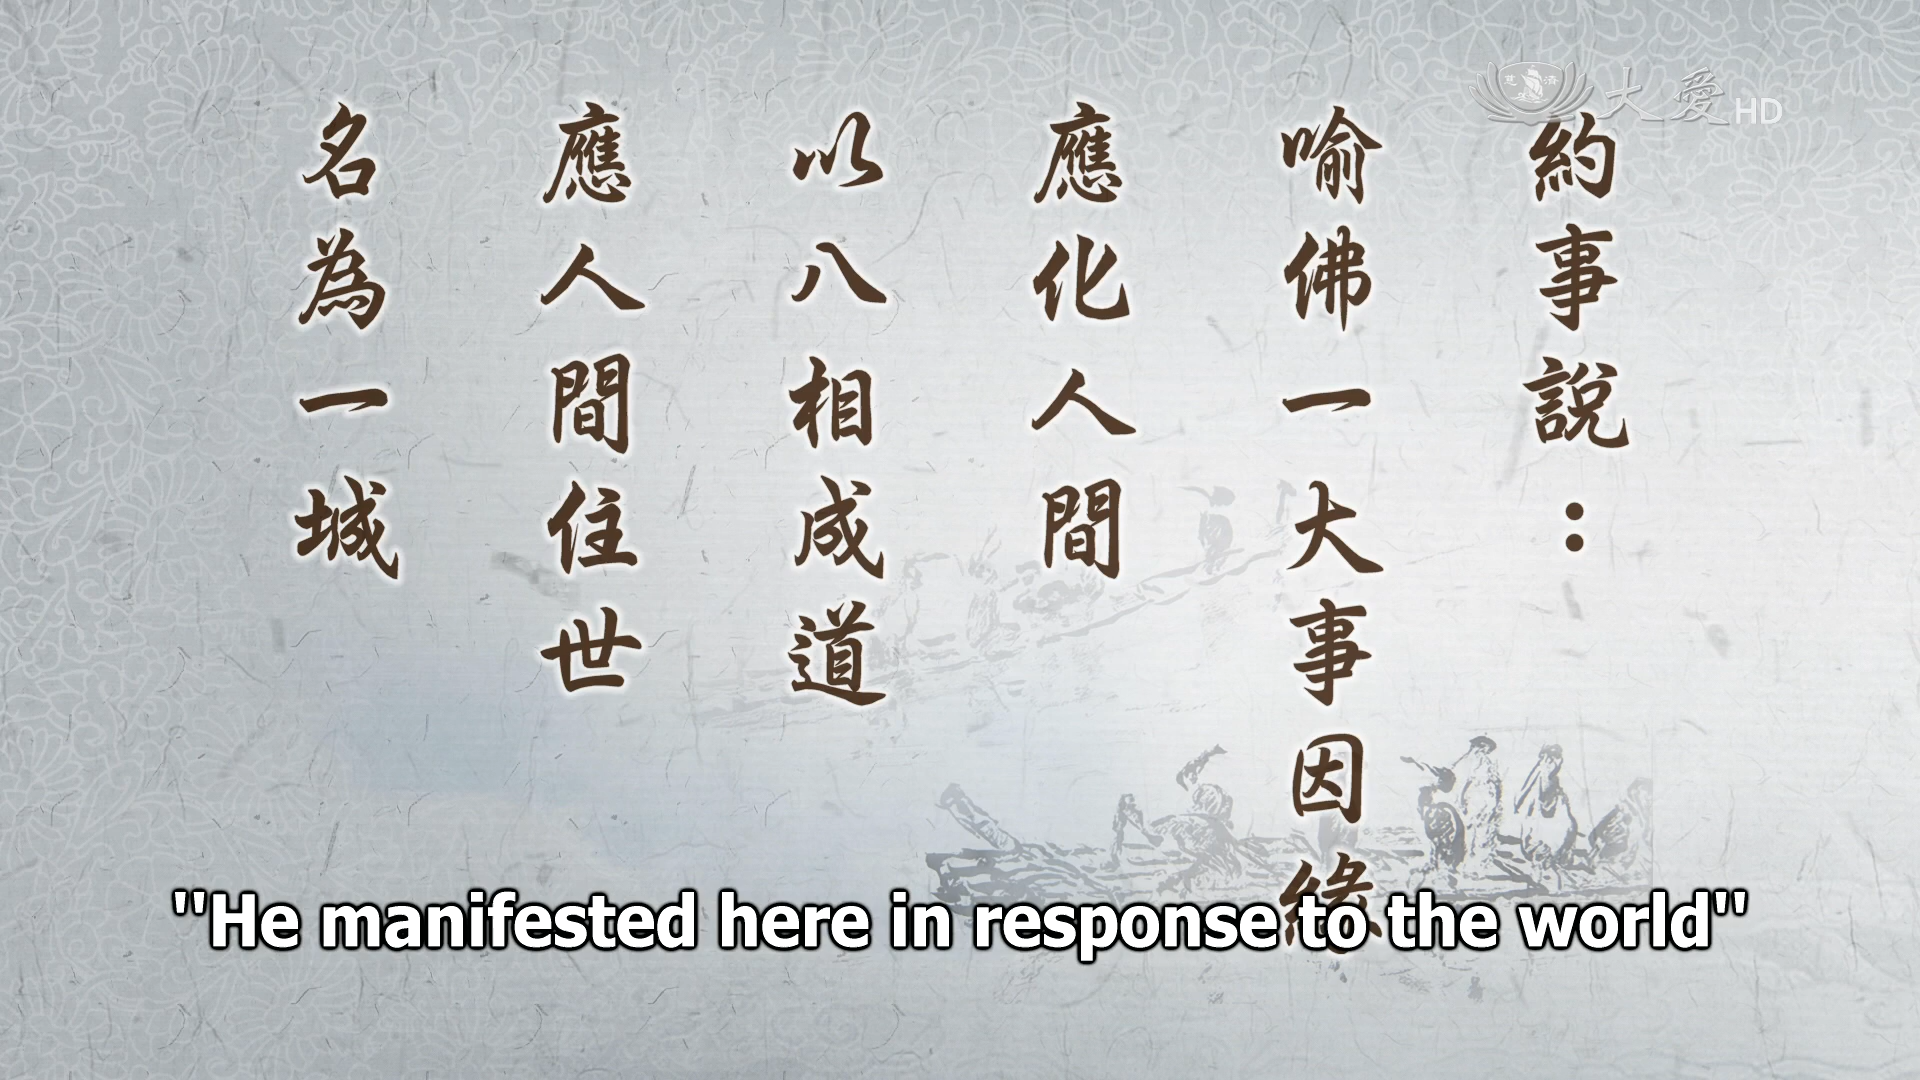 大愛HD
約事說：
喻佛一大事因緣
應化人間
以八相成道
應人間住世
名為一城
"He manifested here in response to the world"